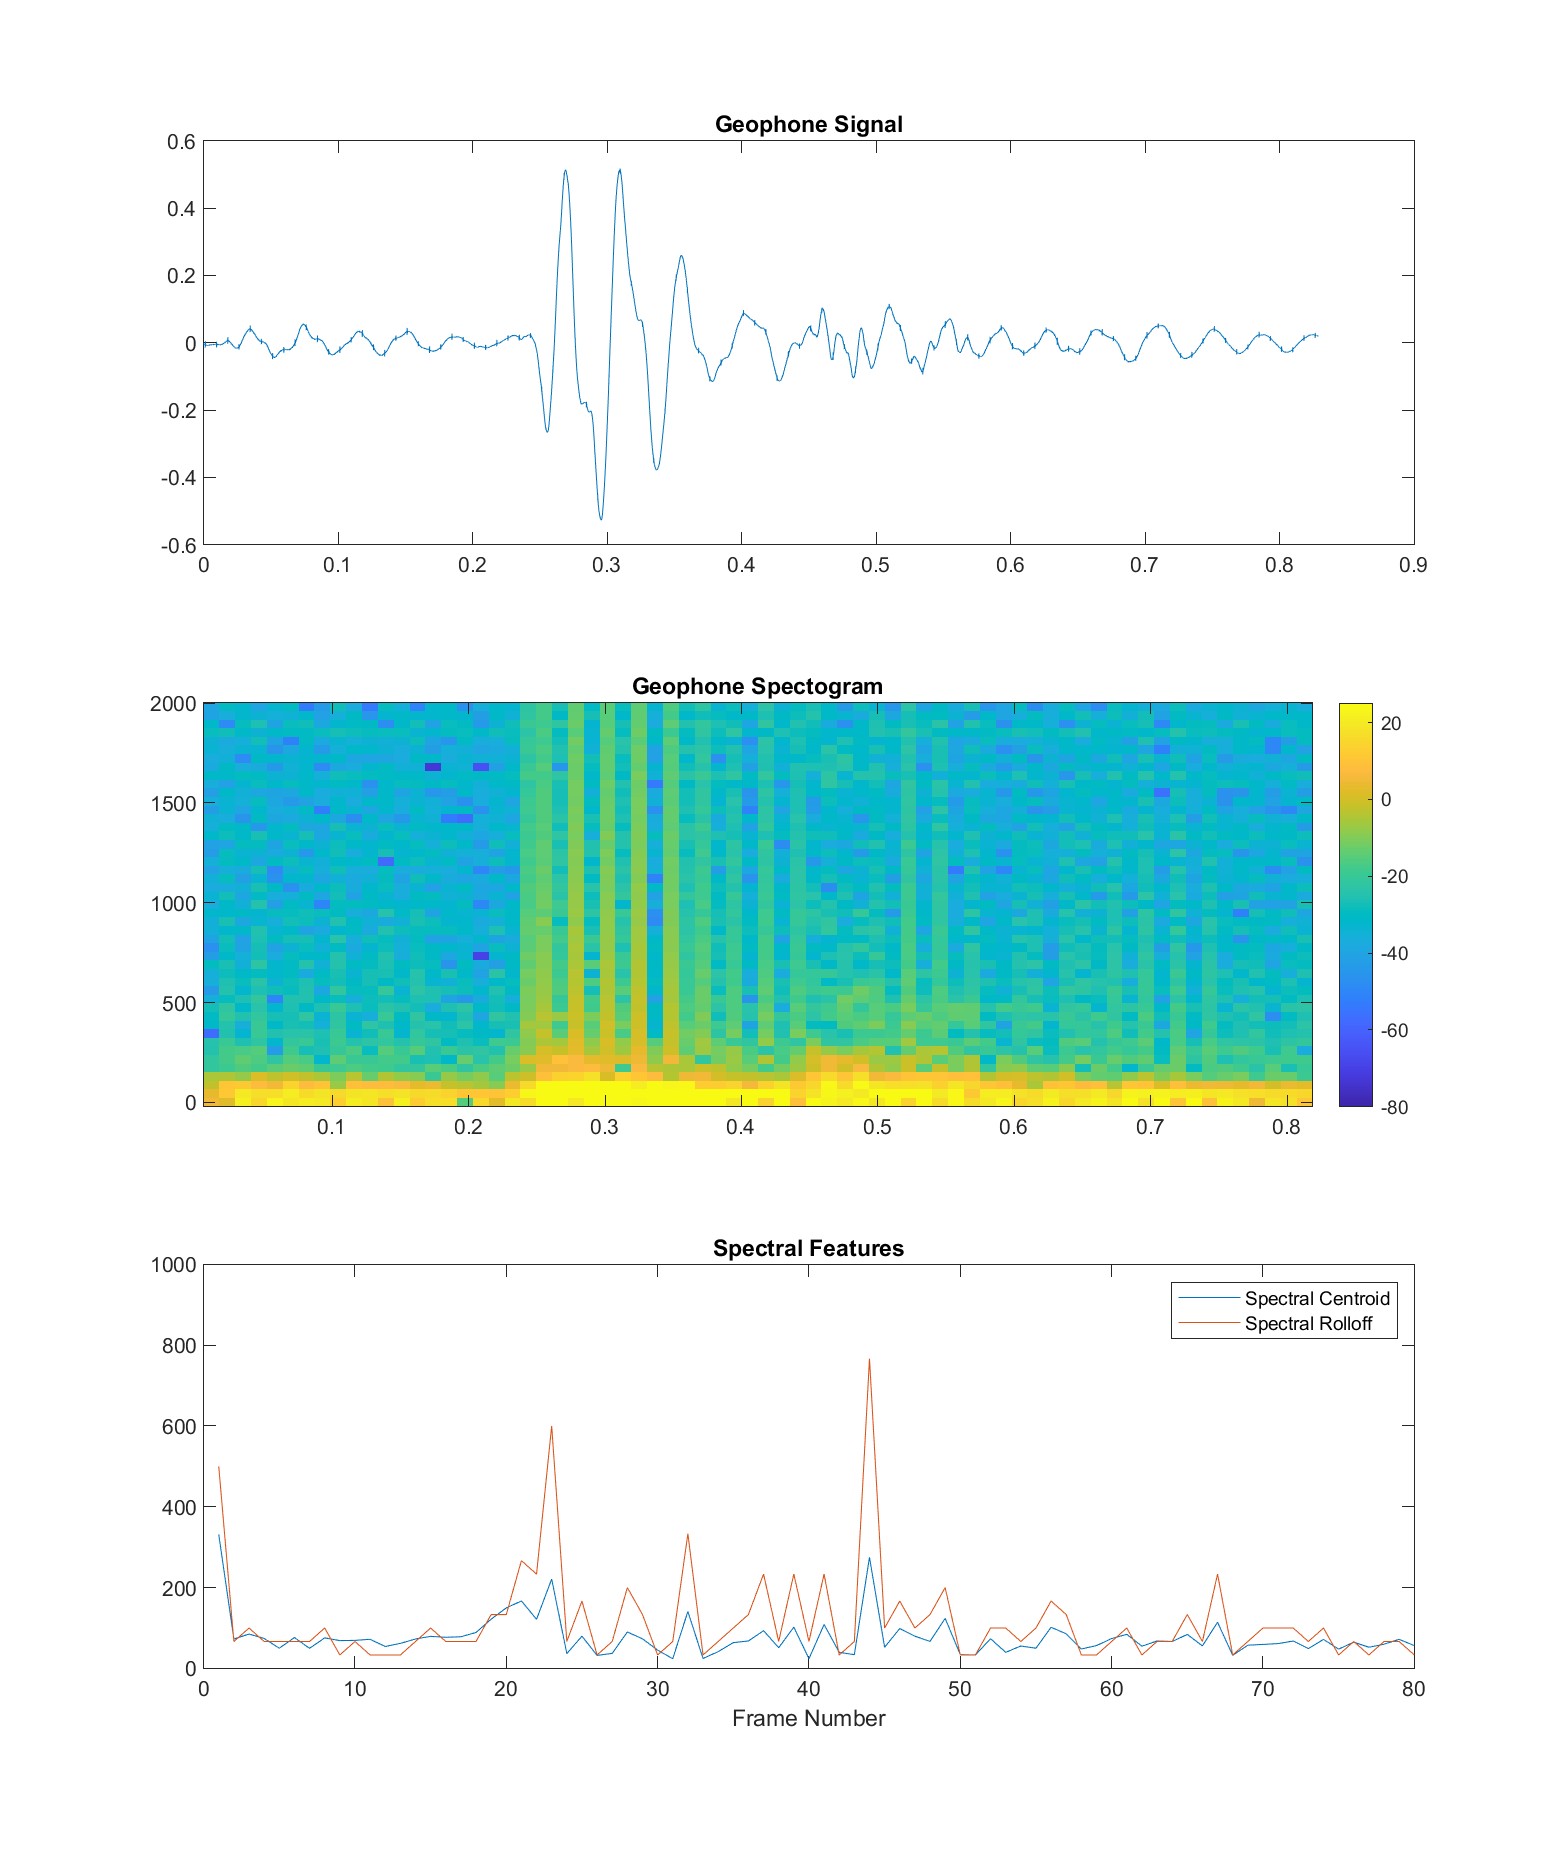 Geophone Signal
0.6
0.4
0.2
0
-0.2
-0.4
-0.6
0 0.1 0.2 0.3 0.4 0.5 0.6 0.7 0.8 0.9
Geophone Spectogram
2000
1500
1000
500
0
0.1 0.2 0.3 0.4 0.5 0.6 0.7 0.8
20
0
-20
-40
-60
-80
Spectral Features
1000
800
600
400
200
0
Spectral Centroid
Spectral Rolloff
0 10 20 30 40 50 60 70 80
Frame Number